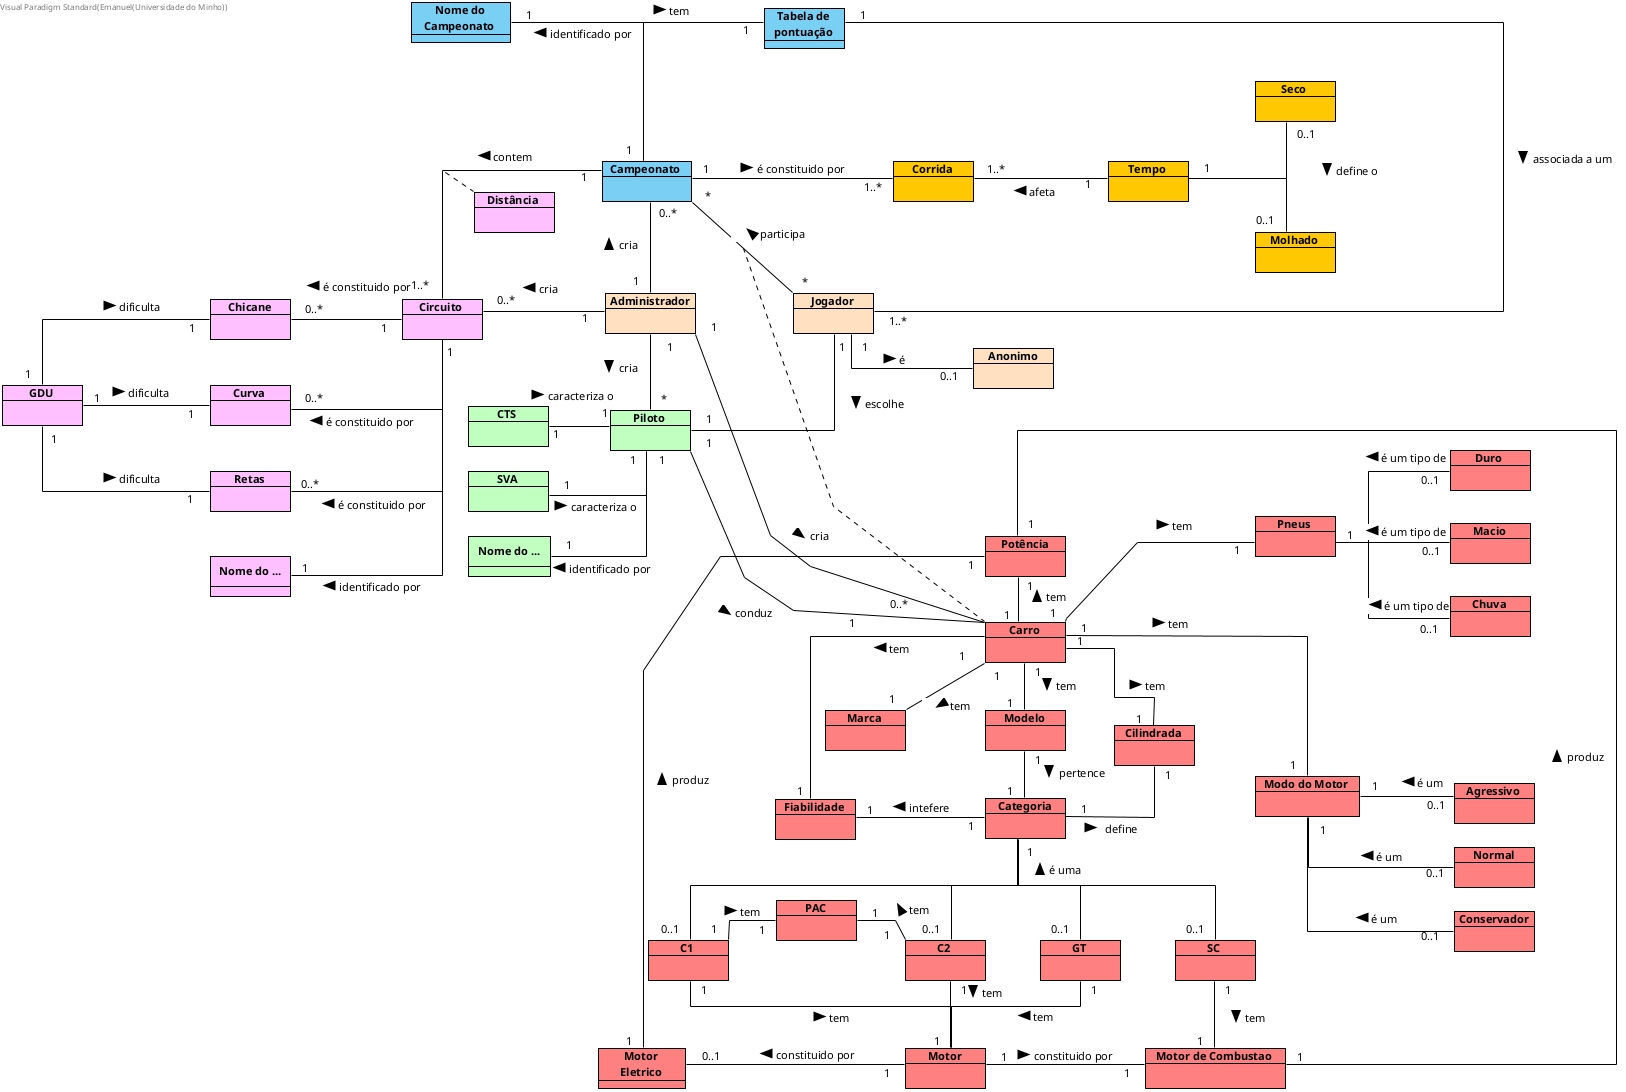 Visual Paradigm Standard(Emanuel(Universidade do Minho))
Nome do
Campeonato
1
tem
identificado por
1
Tabela de
pontuação
1
Seco
0..1
1
contem
1
Campeonato
1
é constituido por
1..*
Corrida
1..*
afeta
1
Tempo
1
define o
associada a um
0..1
Molhado
Distância
*
0..*
participa
cria
1
*
dificulta
Chicane
1
0..*
é constituido por
1..*
1
Circuito
0..*
cria
1
Administrador
1
1
Jogador
1..*
1
1
1
é
0..1
Anonimo
cria
*
escolhe
1
GDU
1
dificulta
1
Curva
0..*
é constituido por
1
CTS
caracteriza o
1
1
Piloto
1
1
1
1
1
dificulta
1
Retas
0..*
é constituido por
SVA
1
caracteriza o
Nome do ...
1
identificado por
Nome do ...
1
identificado por
cria
conduz
0..*
é um tipo de
Duro
0..1
1
tem
1
Pneus
1
é um tipo de
Macio
0..1
é um tipo de
Chuva
0..1
Potência
1
1
tem
1
1
Carro
1
1
tem
1
tem
1
1
1
tem
1
Marca
tem
1
Modelo
tem
1
Cilindrada
1
1
pertence
1
produz
produz
1
Fiabilidade
1
intefere
1
Categoria
1
define
1
é uma
1
Modo do Motor
1
é um
0..1
Agressivo
1
é um
0..1
Normal
é um
0..1
Conservador
0..1
1
tem
1
PAC
1
tem
1
0..1
0..1
0..1
C1
C2
GT
SC
1
1
tem
1
1
tem
tem
tem
1
Motor
Eletrico
0..1
constituido por
1
1
Motor
1
constituido por
1
1
Motor de Combustao
1